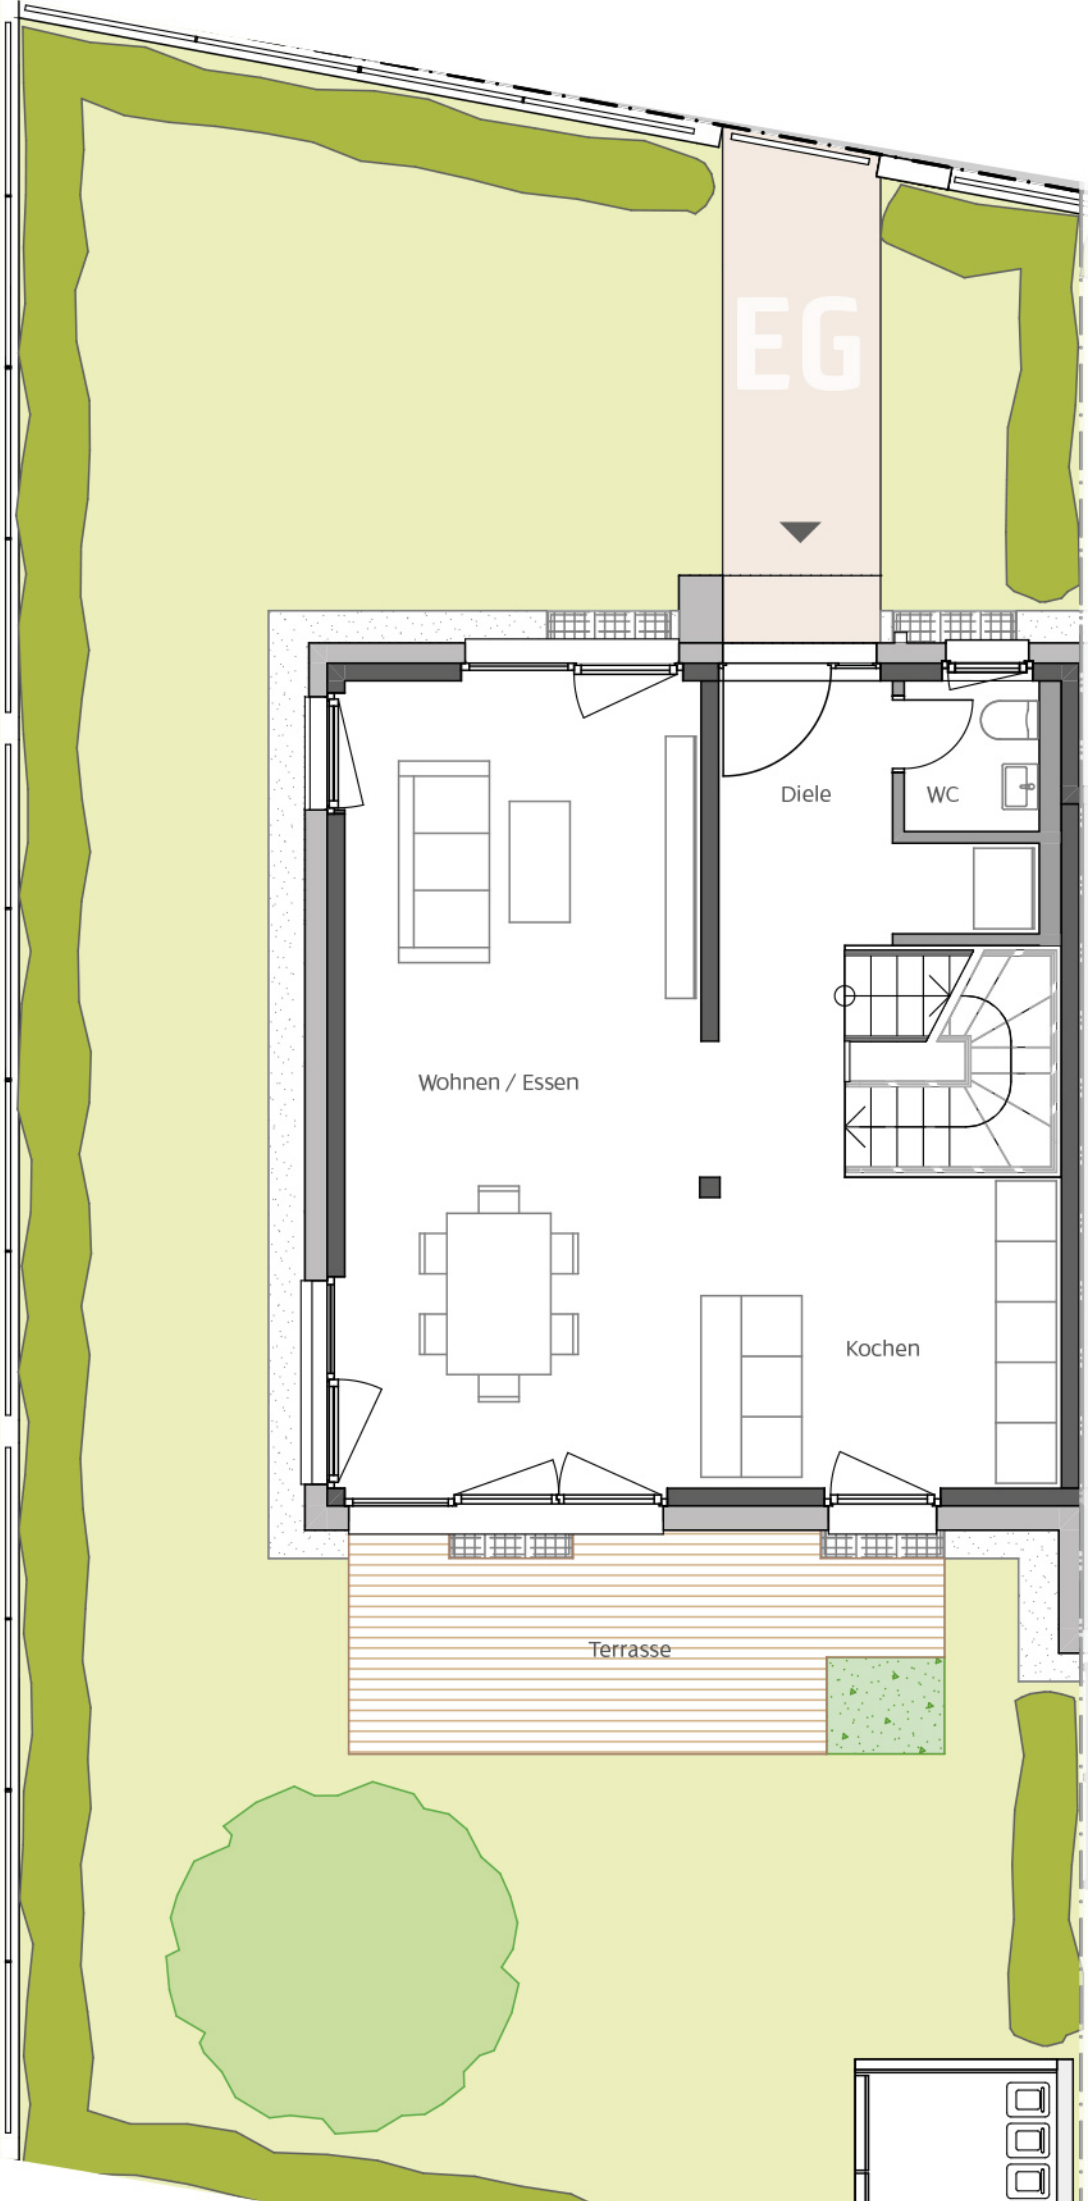 EG
Diele
WC
Wohnen / Essen
Kochen
Terrasse